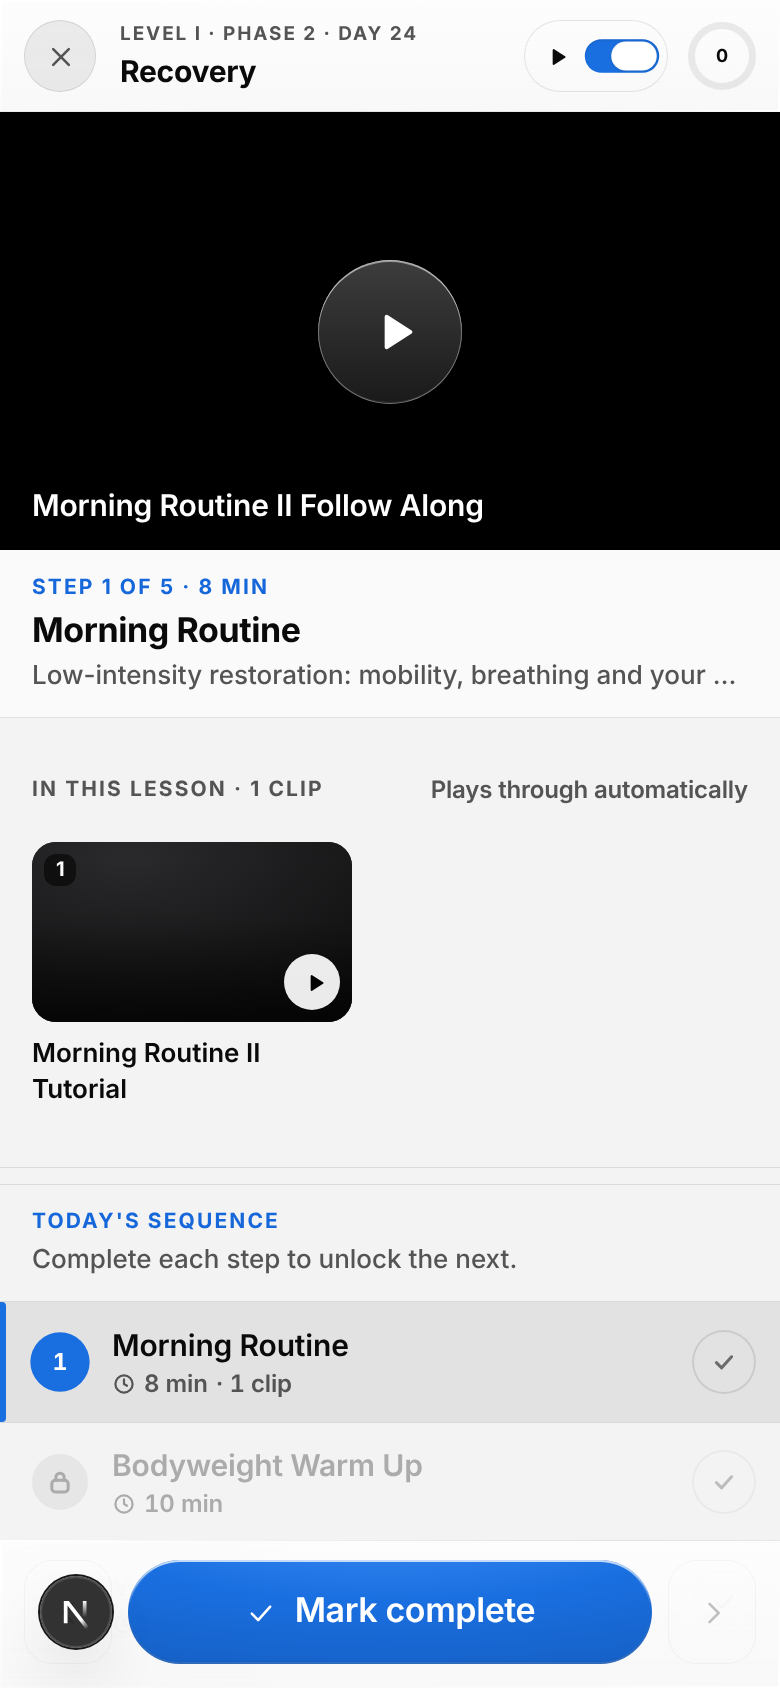 LEVEL I · PHASE 2 · DAY 24
Recovery
0
Morning Routine II Follow Along
STEP 1 OF 5 · 8 MIN
Morning Routine
Low-intensity restoration: mobility, breathing and your ...
IN THIS LESSON · 1 CLIP
Plays through automatically
1
Morning Routine II
Tutorial
TODAY'S SEQUENCE
Complete each step to unlock the next.
1
Morning Routine
8 min · 1 clip
Bodyweight Warm Up
10 min
N
Mark complete